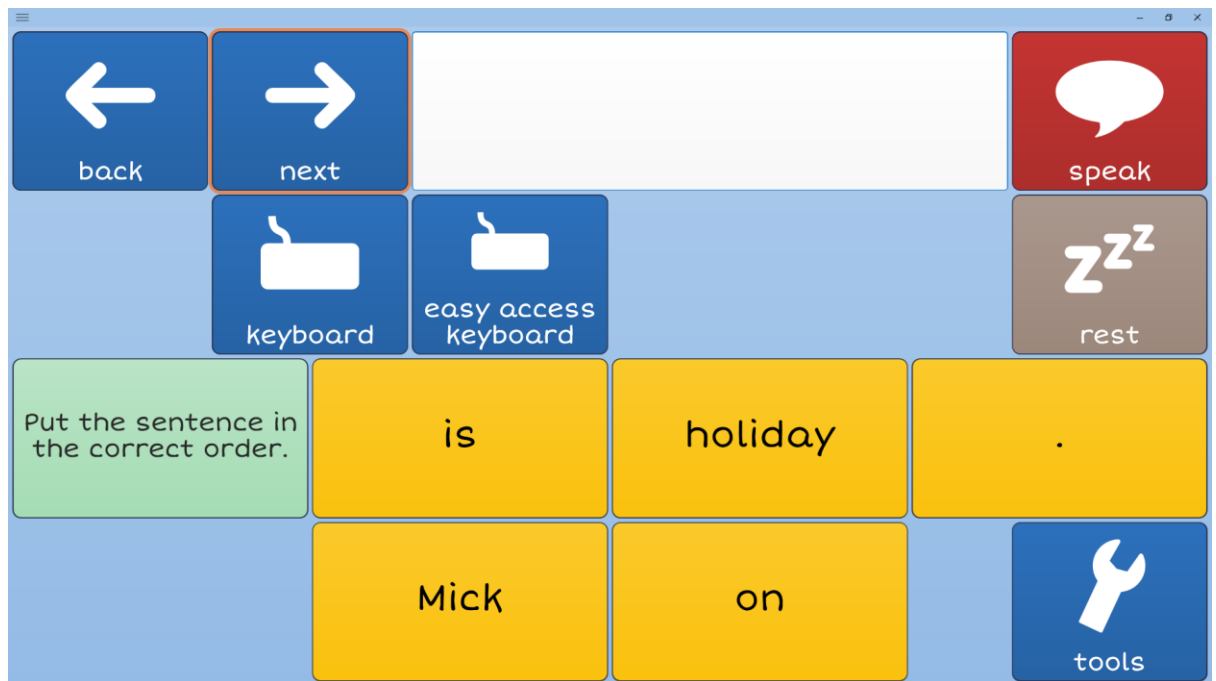 back
next
speak
keyboard
easy access
keyboard
zzz
rest
Put the sentence in
the correct order.
is
holiday
.
Mick
on
tools